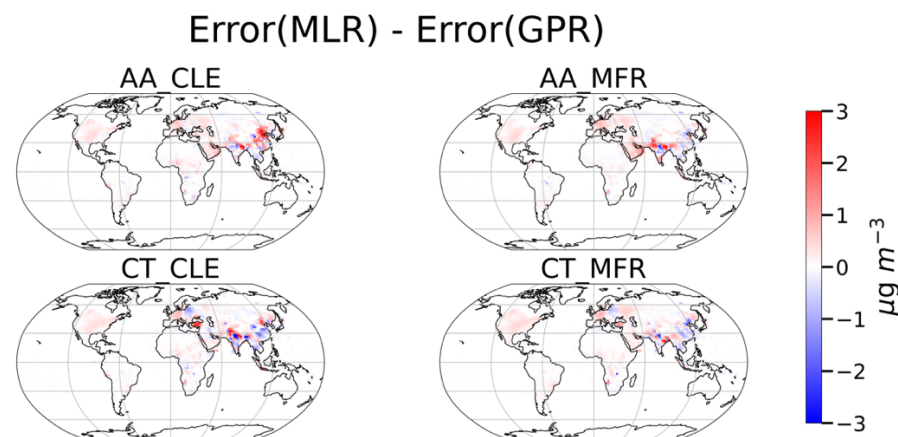 Error(MLR) - Error(GPR)
AA_CLE
AA_MFR
CT_CLE
CT_MFR
3
2
1
0
−1
−2
−3
μg m⁻³